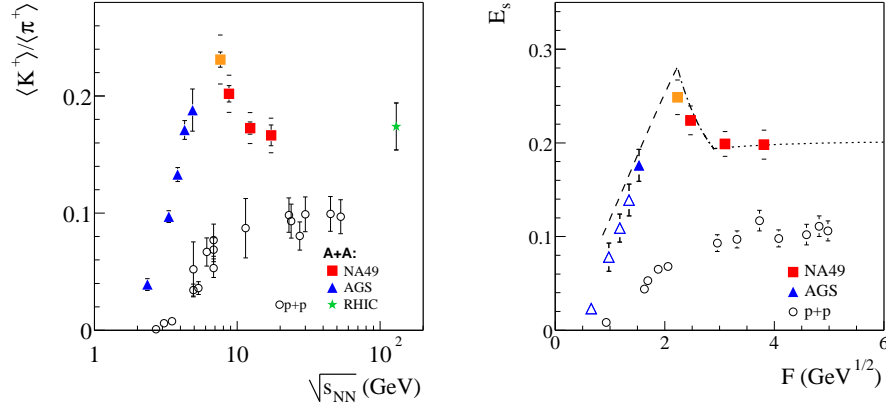 ⟨K⁺⟩/⟨π⁺⟩
0.2
0.1
0
A+A:
NA49
AGS
RHIC
p+p
1
10
10²
√s_NN (GeV)
E_s
0.3
0.2
0.1
0
NA49
AGS
p+p
0
2
4
6
F (GeV^1/2)